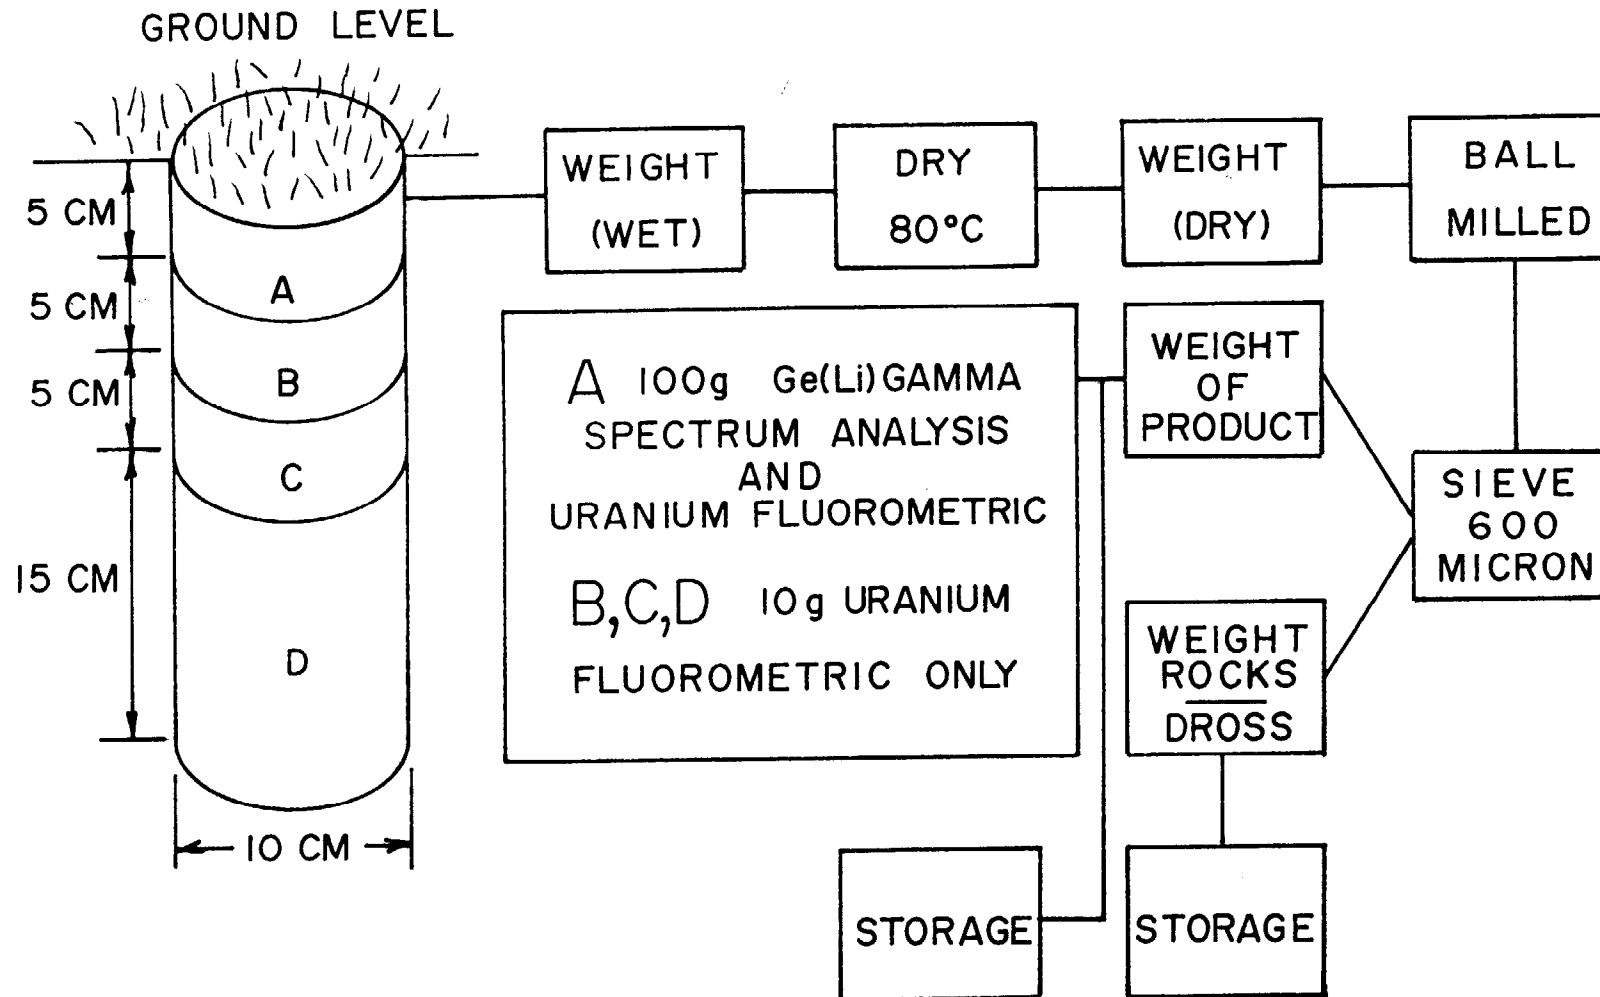 GROUND LEVEL
5 CM
5 CM
5 CM
15 CM
A
B
C
D
10 CM
WEIGHT
(WET)
DRY
80°C
WEIGHT
(DRY)
BALL
MILLED
SIEVE
600
MICRON
WEIGHT
OF
PRODUCT
WEIGHT
ROCKS
DROSS
A 100g Ge(Li) GAMMA
SPECTRUM ANALYSIS
AND
URANIUM FLUOROMETRIC
B,C,D 10g URANIUM
FLUOROMETRIC ONLY
STORAGE
STORAGE